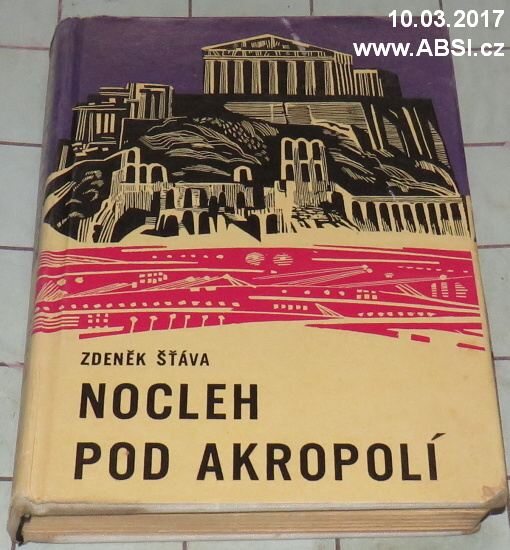 10.03.2017
www.ABSI.cz
ZDENĚK ŠŤÁVA
NOCLEH
POD AKROPOLÍ